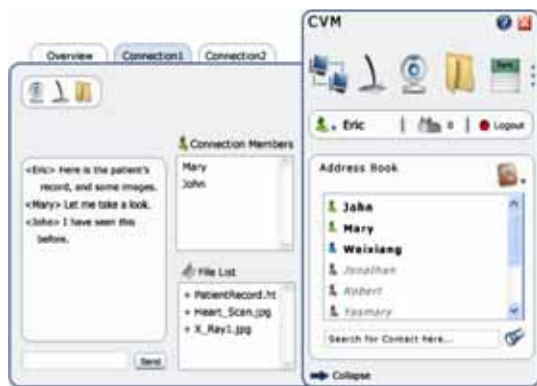 Overview
Connection1
Connection2
<Eric> Here is the patient's
record, and some images.
<Mary> Let me take a look.
<John> I have seen this
before.
Send
Connection Members
Mary
John
File List
+ PatientRecord.ht
+ Heart_Scan.jpg
+ X_Ray1.jpg
CVM
Eric
0
Logout
Address Book
John
Mary
Weixiang
Jonathan
Robert
Yasmary
Search for Contact here...
Collapse